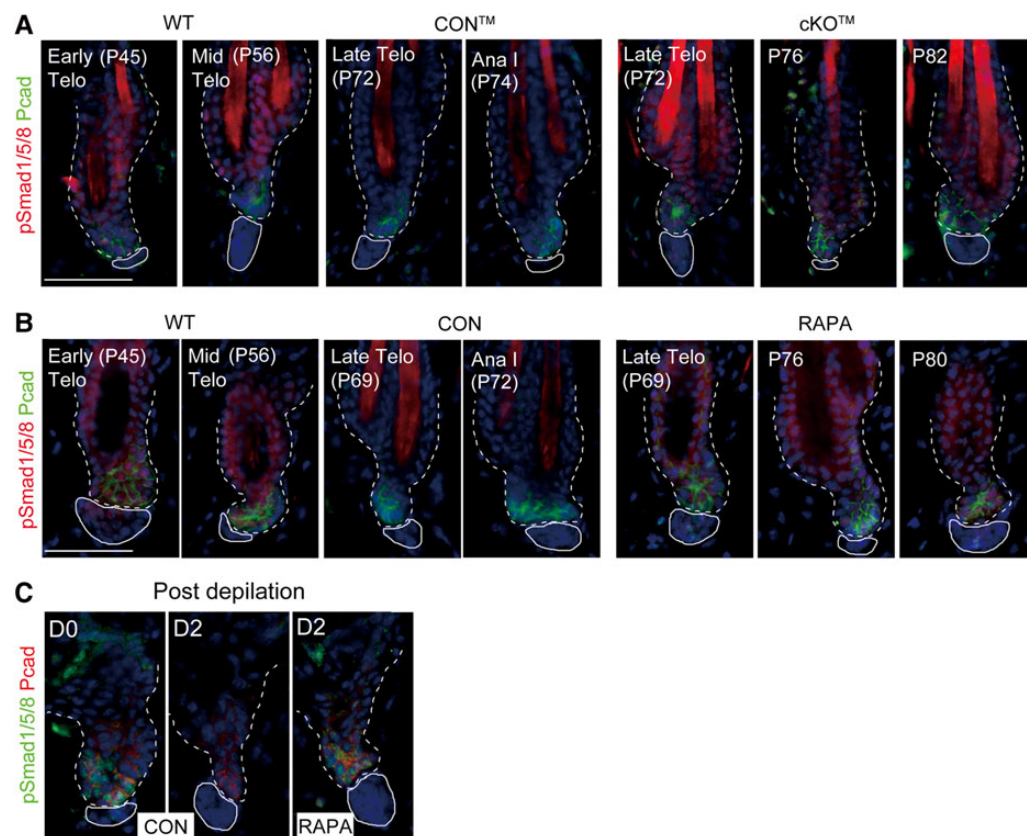 A
WT
CON™
cKO™
pSmad1/5/8 Pcad
Early (P45)
Telo
Mid (P56)
Telo
Late Telo
(P72)
Ana I
(P74)
Late Telo
(P72)
P76
P82
B
WT
CON
RAPA
pSmad1/5/8 Pcad
Early (P45)
Telo
Mid (P56)
Telo
Late Telo
(P69)
Ana I
(P72)
Late Telo
(P69)
P76
P80
C
Post depilation
pSmad1/5/8 Pcad
D0
D2
D2
CON
RAPA